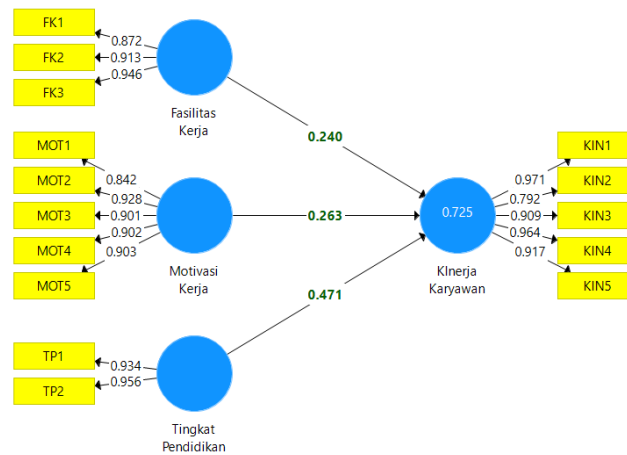 FK1
0.872
FK2
0.913
FK3
0.946
Fasilitas
Kerja
0.240
MOT1
0.842
MOT2
0.928
MOT3
0.901
MOT4
0.902
MOT5
0.903
Motivasi
Kerja
0.263
TP1
0.934
TP2
0.956
Tingkat
Pendidikan
0.471
0.725
KInerja
Karyawan
KIN1
0.971
KIN2
0.792
KIN3
0.909
KIN4
0.964
KIN5
0.917